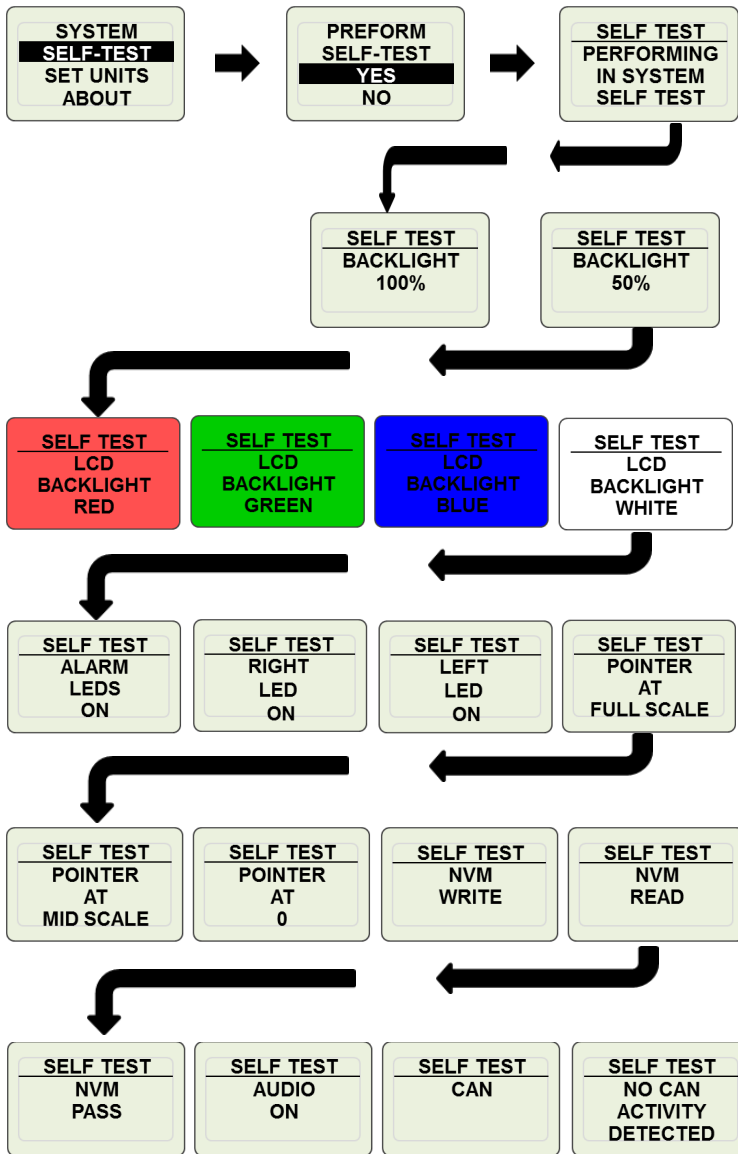 SYSTEM
SELF-TEST
SET UNITS
ABOUT
PREFORM
SELF-TEST
YES
NO
SELF TEST
PERFORMING
IN SYSTEM
SELF TEST
SELF TEST
BACKLIGHT
100%
SELF TEST
BACKLIGHT
50%
SELF TEST
LCD
BACKLIGHT
RED
SELF TEST
LCD
BACKLIGHT
GREEN
SELF TEST
LCD
BACKLIGHT
BLUE
SELF TEST
LCD
BACKLIGHT
WHITE
SELF TEST
ALARM
LEDS
ON
SELF TEST
RIGHT
LED
ON
SELF TEST
LEFT
LED
ON
SELF TEST
POINTER
AT
FULL SCALE
SELF TEST
POINTER
AT
MID SCALE
SELF TEST
POINTER
AT
0
SELF TEST
NVM
WRITE
SELF TEST
NVM
READ
SELF TEST
NVM
PASS
SELF TEST
AUDIO
ON
SELF TEST
CAN
SELF TEST
NO CAN
ACTIVITY
DETECTED